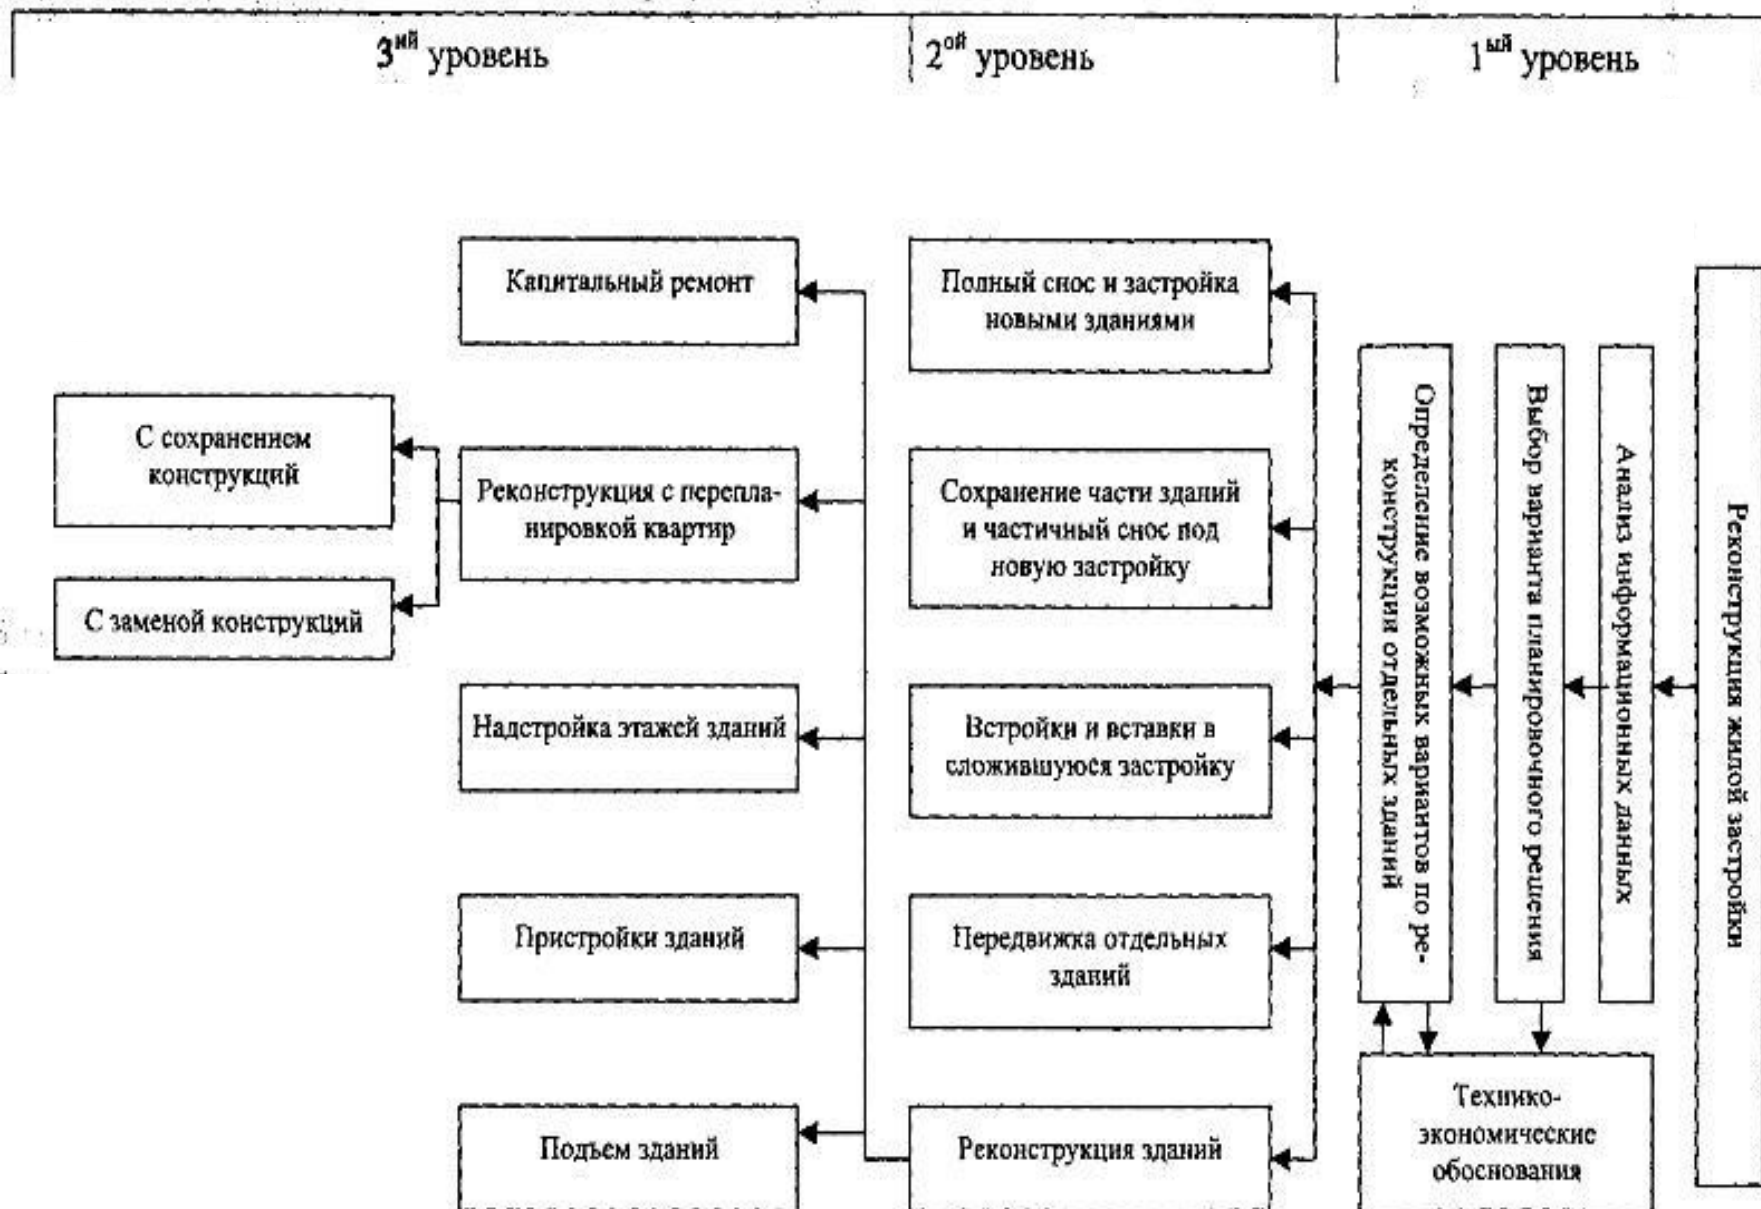 3ий уровень
2ой уровень
1ый уровень
Капитальный ремонт
Полный снос и застройка
новыми зданиями
С сохранением
конструкций
Реконструкция с перепла-
нировкой квартир
Сохранение части зданий
и частичный снос под
новую застройку
С заменой конструкций
Надстройка этажей зданий
Встройки и вставки в
сложившуюся застройку
Пристройки зданий
Передвижка отдельных
зданий
Подъем зданий
Реконструкция зданий
Определение возможных вариантов по ре-
конструкции отдельных зданий
Выбор варианта планировочного решения
Анализ информационных данных
Реконструкция жилой застройки
Технико-
экономические
обоснования